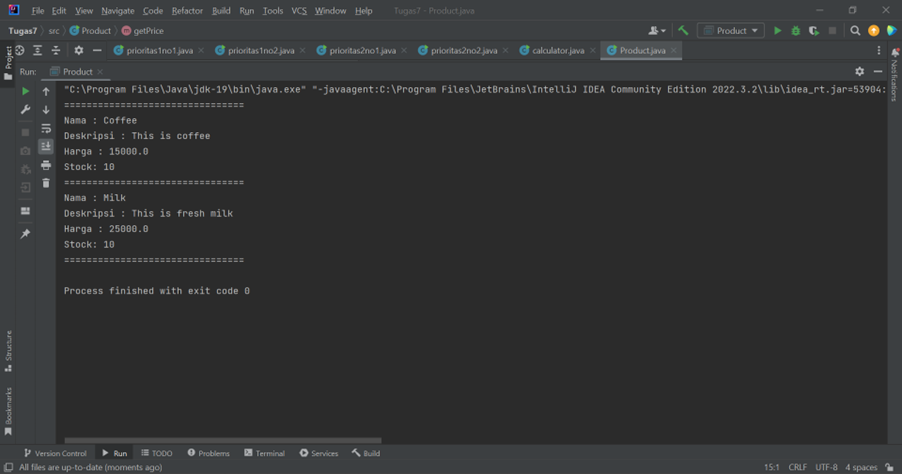 File Edit View Navigate Code Refactor Build Run Tools VCS Window Help Tugas7 - Product.java
Tugas7 src Product getPrice Product
prioritas1no1.java prioritas1no2.java prioritas2no1.java prioritas2no2.java calculator.java Product.java
Project
Notifications
Run: Product
"C:\Program Files\Java\jdk-19\bin\java.exe" "-javaagent:C:\Program Files\JetBrains\IntelliJ IDEA Community Edition 2022.3.2\lib\idea_rt.jar=53904:
================================
Nama : Coffee
Deskripsi : This is coffee
Harga : 15000.0
Stock: 10
================================
Nama : Milk
Deskripsi : This is fresh milk
Harga : 25000.0
Stock: 10
================================
Process finished with exit code 0
Structure
Bookmarks
Version Control Run TODO Problems Terminal Services Build
All files are up-to-date (moments ago) 15:1 CRLF UTF-8 4 spaces